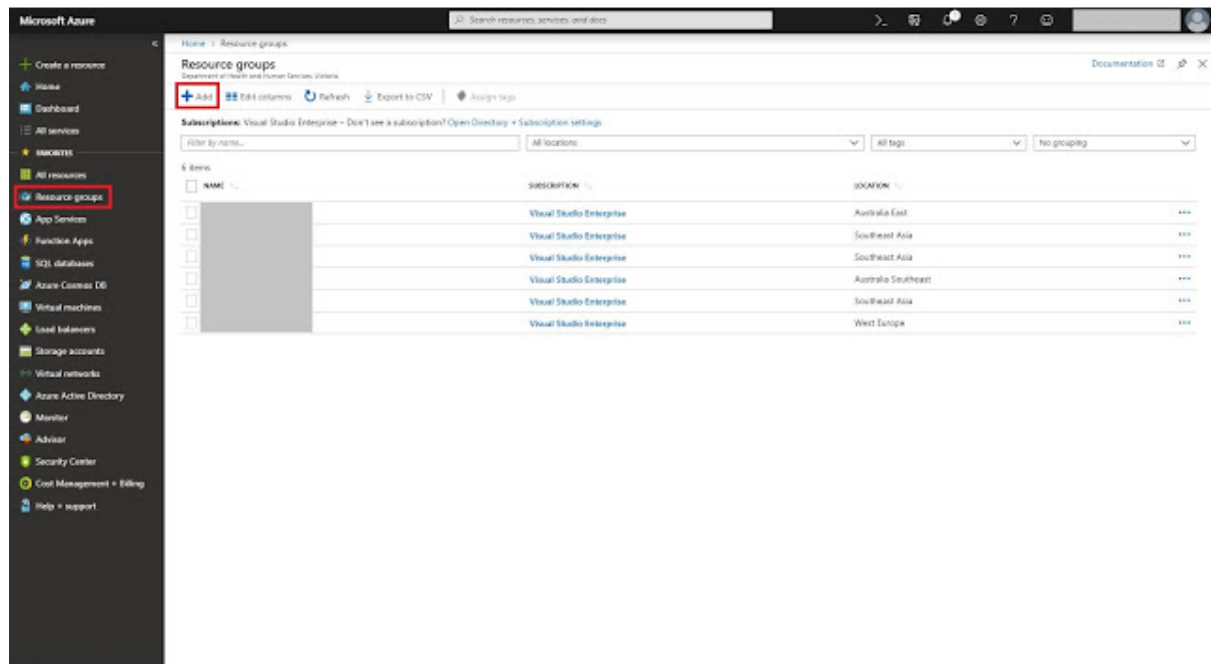 Microsoft Azure
Search resources, services, and docs
Home > Resource groups
Resource groups
Department of Health and Human Services, Victoria
Documentation
Add
Edit columns
Refresh
Export to CSV
Assign tags
Subscriptions: Visual Studio Enterprise – Don't see a subscription? Open Directory + Subscription settings
Filter by name...
All locations
All tags
No grouping
6 items
NAME
SUBSCRIPTION
LOCATION
Visual Studio Enterprise
Australia East
Visual Studio Enterprise
Southeast Asia
Visual Studio Enterprise
Southeast Asia
Visual Studio Enterprise
Australia Southeast
Visual Studio Enterprise
Southeast Asia
Visual Studio Enterprise
West Europe
Create a resource
Home
Dashboard
All services
FAVORITES
All resources
Resource groups
App Services
Function Apps
SQL databases
Azure Cosmos DB
Virtual machines
Load balancers
Storage accounts
Virtual networks
Azure Active Directory
Monitor
Advisor
Security Center
Cost Management + Billing
Help + support